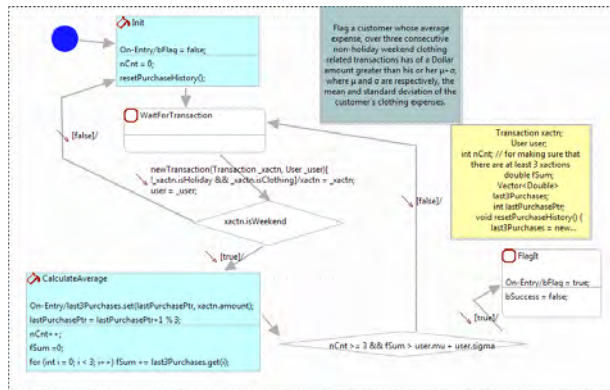 Init
On-Entry/bFlag = false;
nCnt = 0;
resetPurchaseHistory();
Flag a customer whose average
expense, over three consecutive
non-holiday weekend clothing
related transactions has of a Dollar
amount greater than his or her μ+σ,
where μ and σ are respectively, the
mean and standard deviation of the
customer's clothing expenses.
[false]/
WaitForTransaction
Transaction xactn;
User user;
int nCnt; // for making sure that
there are at least 3 xactions
double fSum;
Vector<Double>
last3Purchases;
int lastPurchasePtr;
void resetPurchaseHistory() {
last3Purchases = new...
newTransaction(Transaction _xactn, User _user)[
!_xactn.isHoliday && _xactn.isClothing]/xactn = _xactn;
user = _user;
[false]/
xactn.isWeekend
[true]/
FlagIt
On-Entry/bFlag = true;
bSuccess = false;
CalculateAverage
On-Entry/last3Purchases.set(lastPurchasePtr, xactn.amount);
lastPurchasePtr = lastPurchasePtr+1 % 3;
nCnt++;
fSum =0;
for (int i = 0; i < 3; i++) fSum += last3Purchases.get(i);
[true]/
nCnt >= 3 && fSum > user.mu + user.sigma